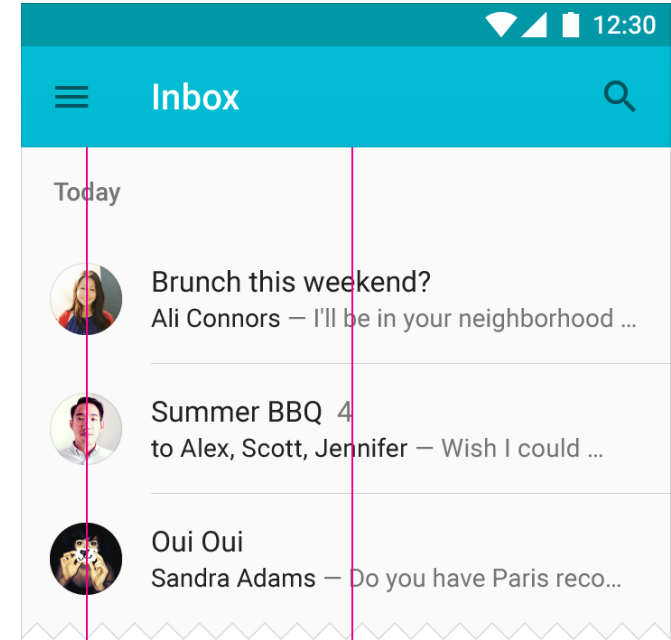 12:30
Inbox
Today
Brunch this weekend?
Ali Connors — I'll be in your neighborhood ...
Summer BBQ 4
to Alex, Scott, Jennifer — Wish I could ...
Oui Oui
Sandra Adams — Do you have Paris reco...